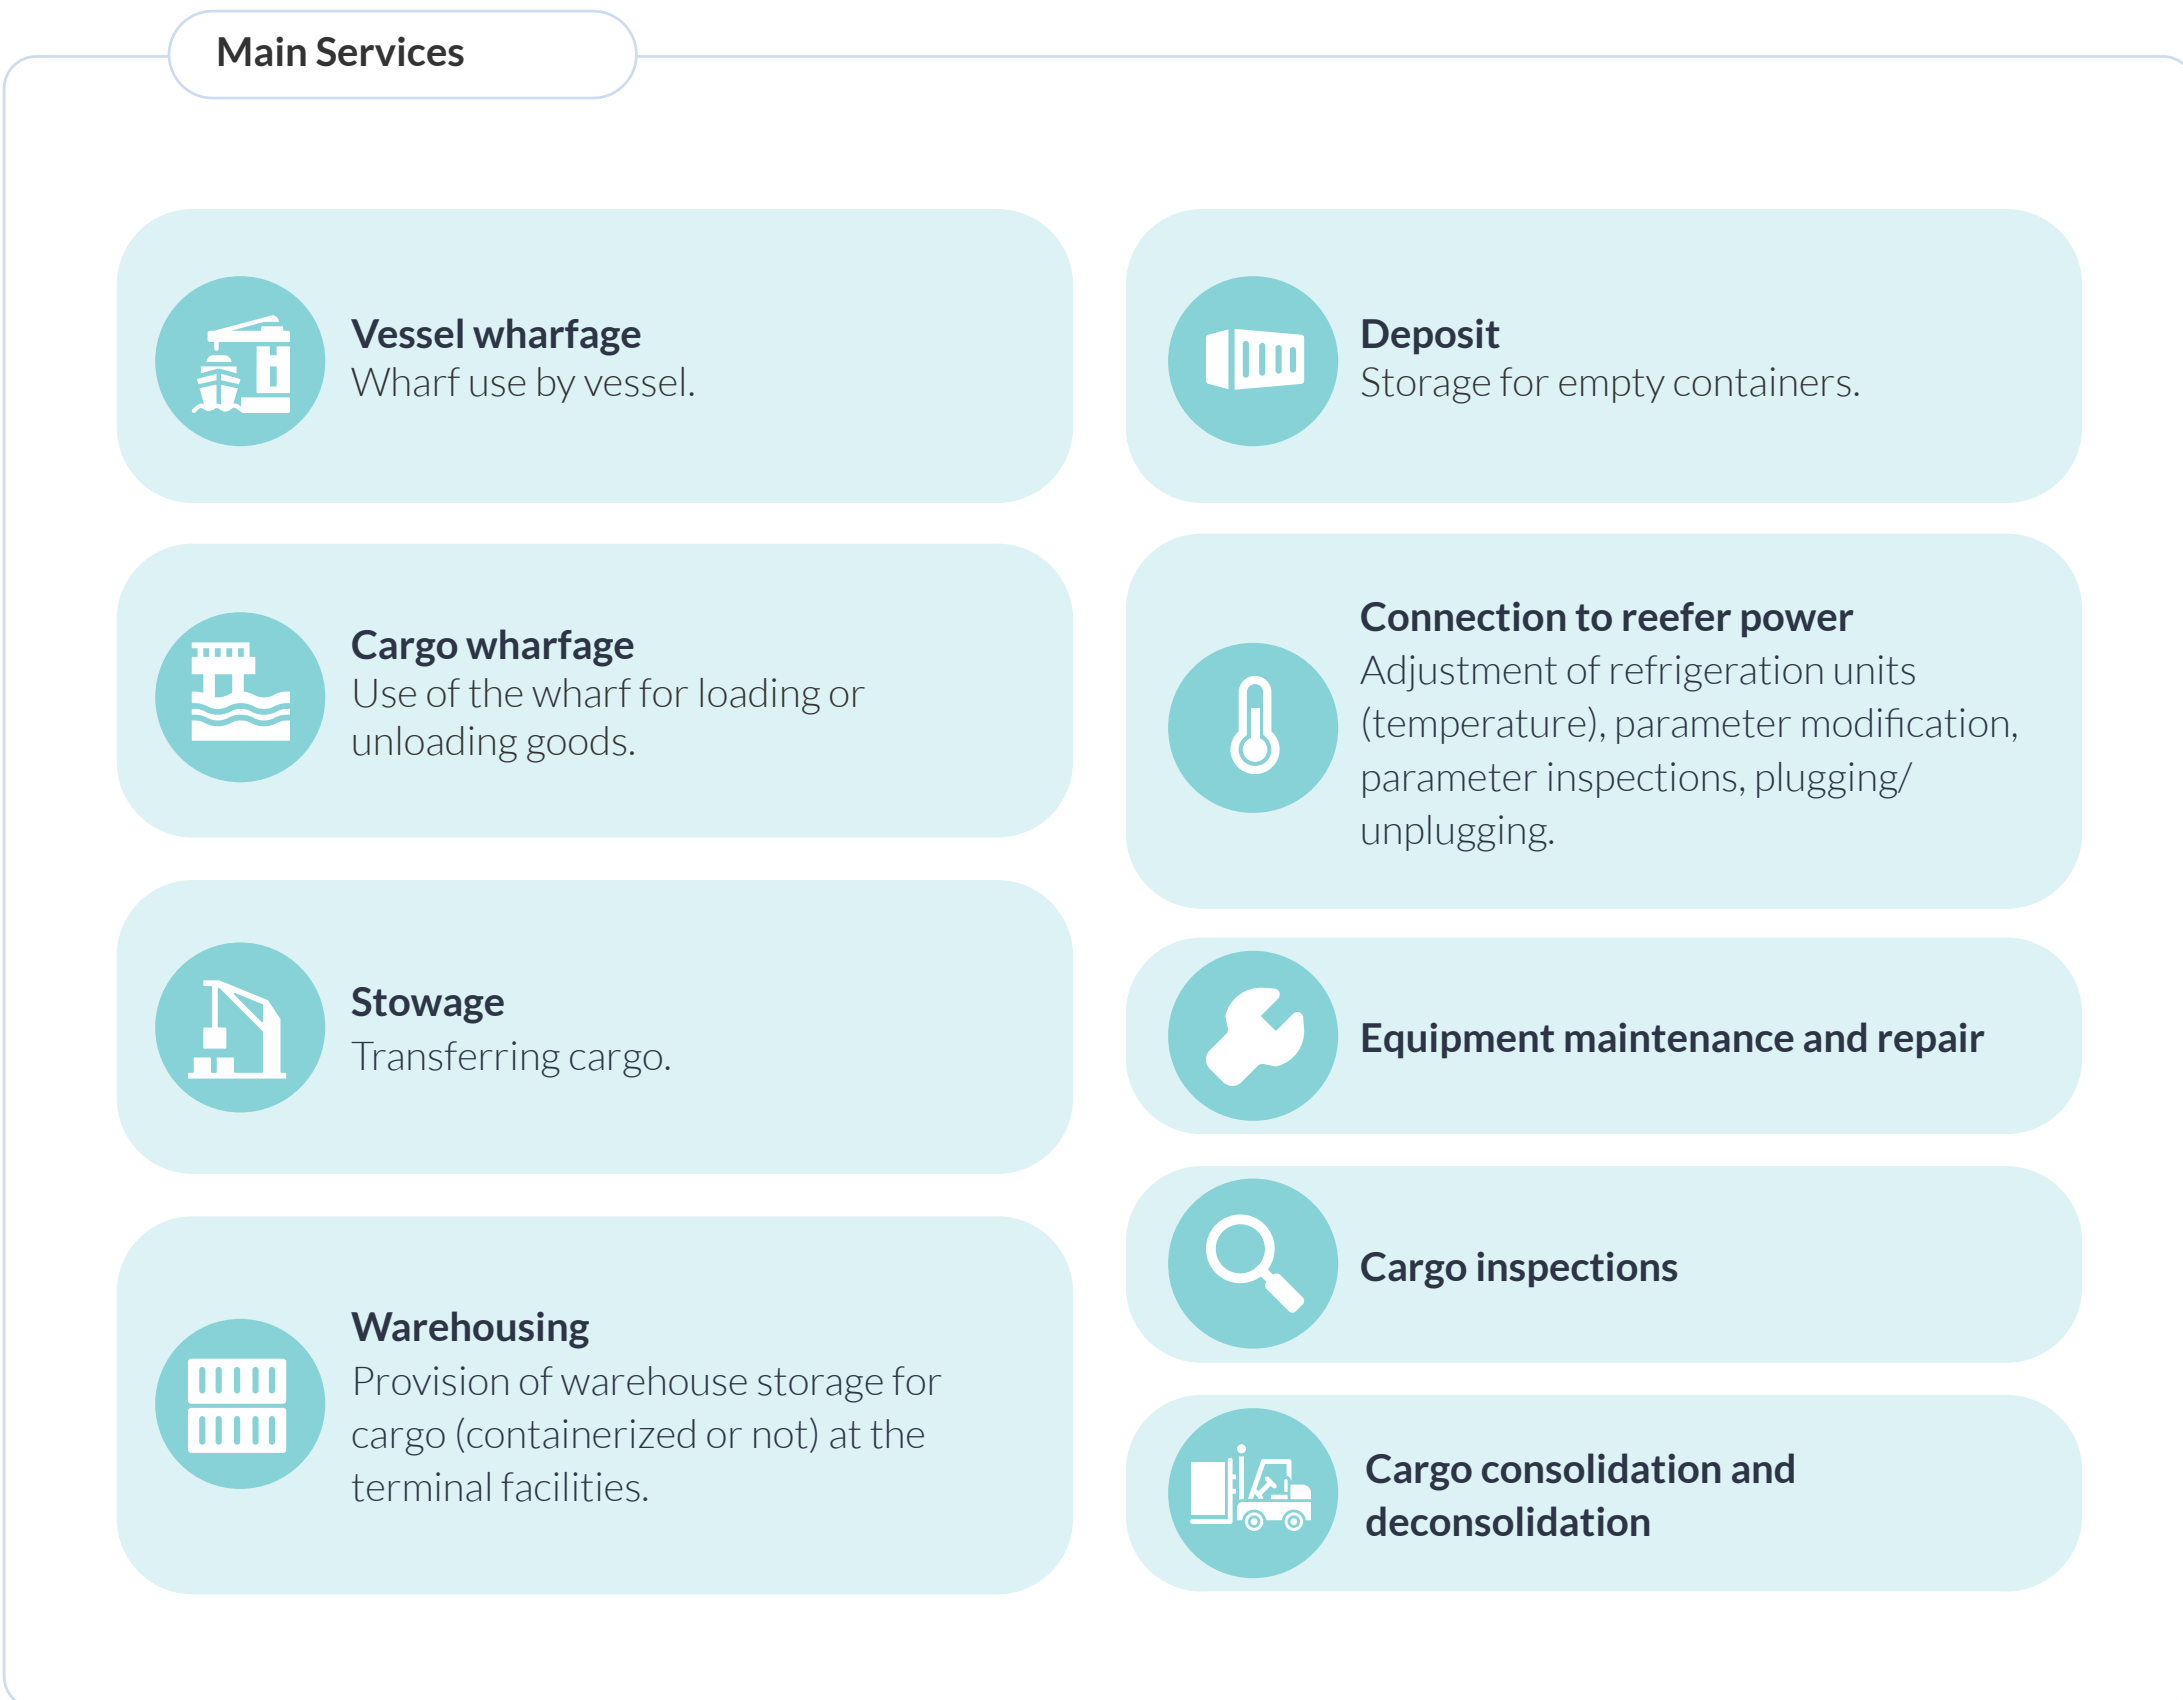 Main Services
Vessel wharfage
Wharf use by vessel.
Cargo wharfage
Use of the wharf for loading or
unloading goods.
Stowage
Transferring cargo.
Warehousing
Provision of warehouse storage for
cargo (containerized or not) at the
terminal facilities.
Deposit
Storage for empty containers.
Connection to reefer power
Adjustment of refrigeration units
(temperature), parameter modification,
parameter inspections, plugging/
unplugging.
Equipment maintenance and repair
Cargo inspections
Cargo consolidation and
deconsolidation